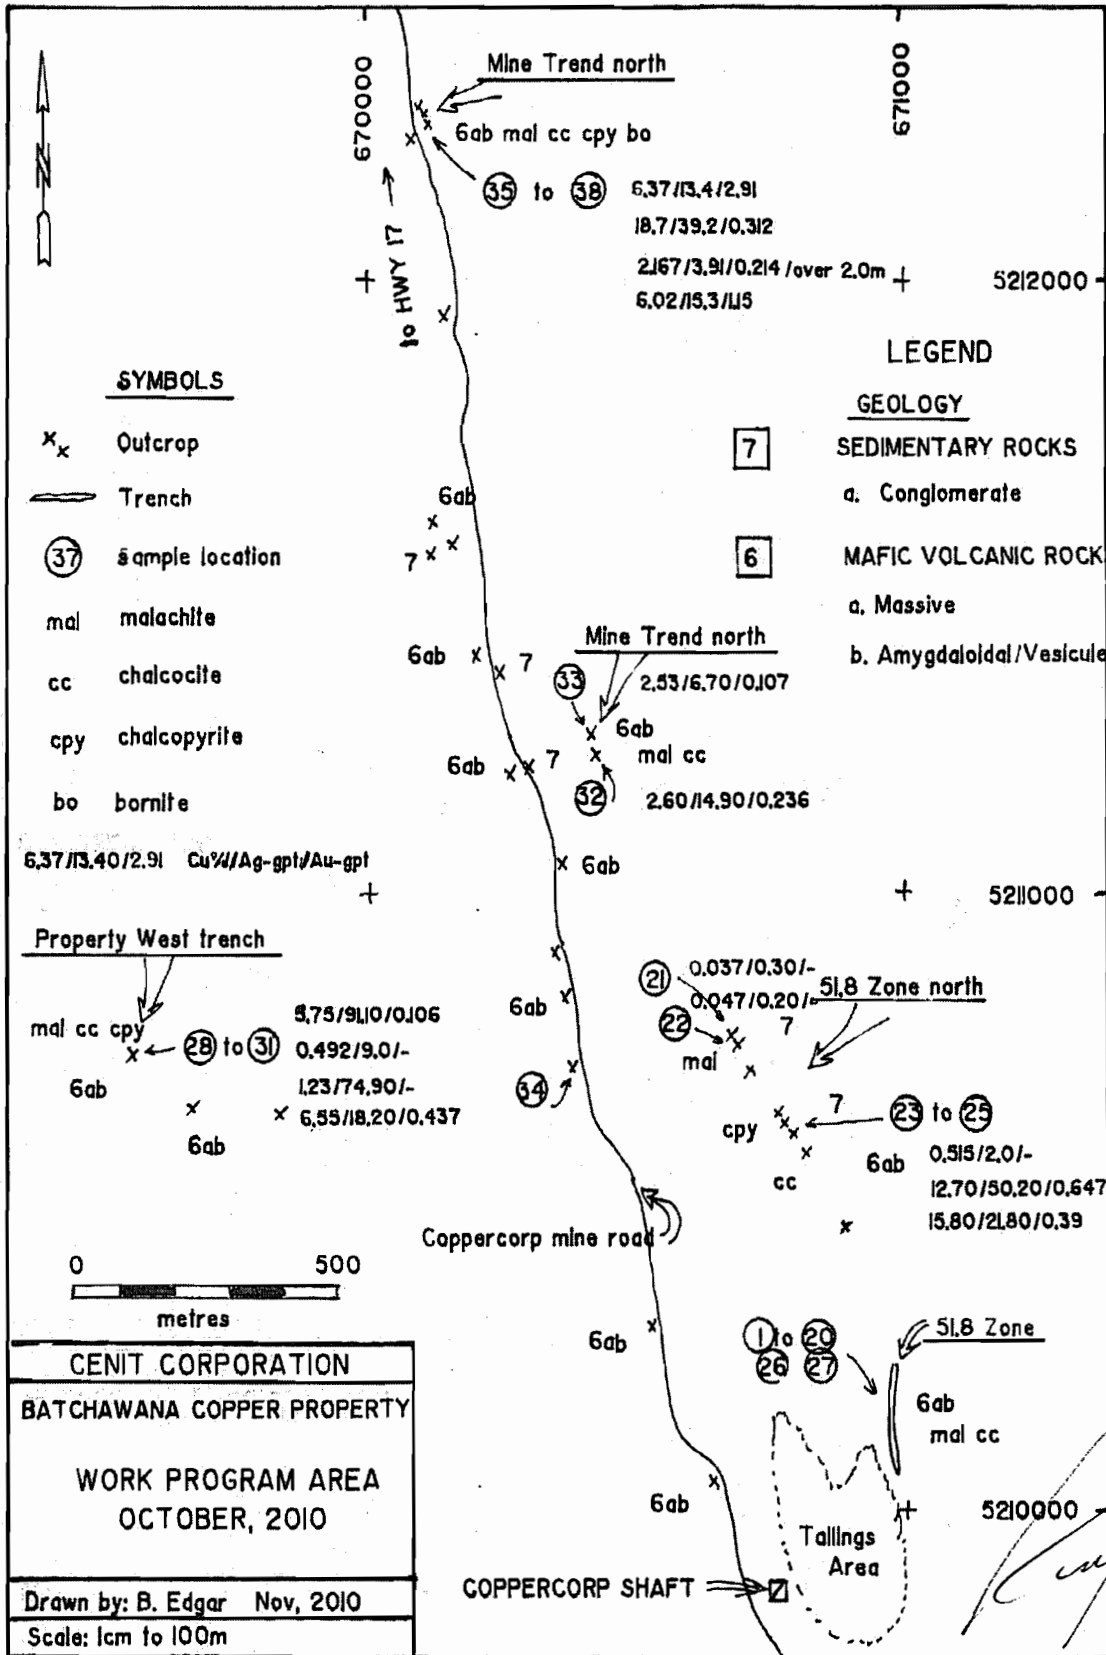 Mine Trend north
670000
671000
6ab mal cc cpy bo
N
35 to 38
6.37/13.4/2.91
18.7/39.2/0.312
2.167/3.91/0.214/over 2.0m
6.02/15.3/1.15
to HWY 17
5212000
LEGEND
SYMBOLS
GEOLOGY
Outcrop
7 SEDIMENTARY ROCKS
a. Conglomerate
Trench
6ab
7
37 sample location
6 MAFIC VOLCANIC ROCK
a. Massive
b. Amygdaloidal/Vesicule
mal malachite
cc chalcocite
cpy chalcopyrite
bo bornite
6.37/13.40/2.91 Cu%/Ag-gpt/Au-gpt
Mine Trend north
6ab
7
33
2.53/6.70/0.107
6ab
mal cc
6ab
7
32
2.60/14.90/0.236
6ab
5211000
Property West trench
mal cc cpy
28 to 31
5.75/91.10/0.106
0.492/9.0/-
1.23/74.90/-
6.55/18.20/0.437
6ab
6ab
21
0.037/0.30/-
0.047/0.20/-
51.8 Zone north
22
mal
7
6ab
34
cpy
7
23 to 25
6ab
0.515/2.0/-
12.70/50.20/0.647
15.80/21.80/0.39
cc
Coppercorp mine road
0 500
metres
6ab
1 to 20
26 27
51.8 Zone
6ab
mal cc
CENIT CORPORATION
BATCHAWANA COPPER PROPERTY
WORK PROGRAM AREA
OCTOBER, 2010
6ab
5210000
Tailings
Area
COPPERCORP SHAFT
Drawn by: B. Edgar Nov, 2010
Scale: 1cm to 100m